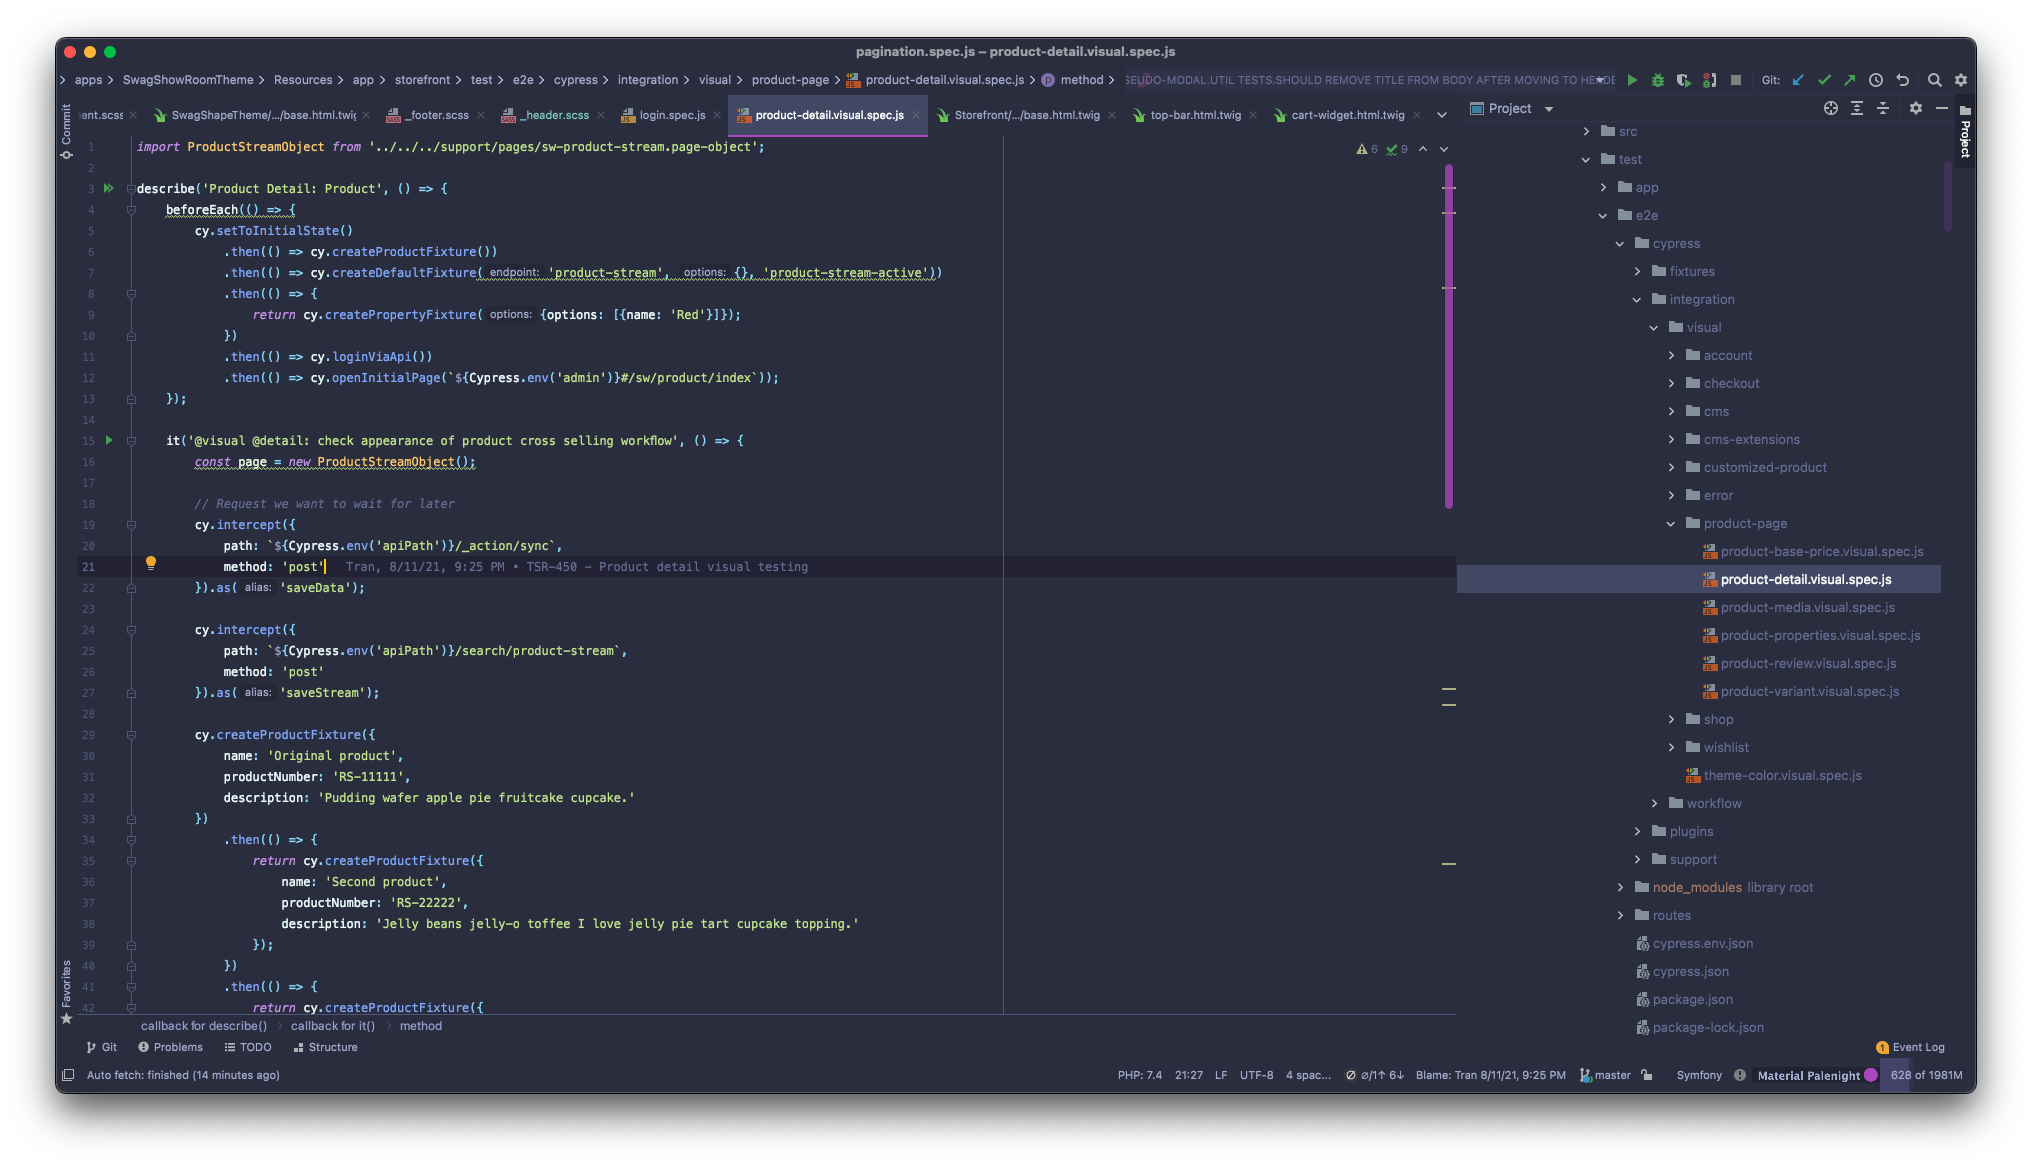 pagination.spec.js – product-detail.visual.spec.js
apps SwagShowRoomTheme Resources app storefront test e2e cypress integration visual product-page product-detail.visual.spec.js method
SEUDO-MODAL.UTIL TESTS.SHOULD REMOVE TITLE FROM BODY AFTER MOVING TO HEADE
Git:
Commit
ent.scss SwagShapeTheme/.../base.html.twig _footer.scss _header.scss login.spec.js product-detail.visual.spec.js Storefront/.../base.html.twig top-bar.html.twig cart-widget.html.twig
6 9
1 import ProductStreamObject from '../../../support/pages/sw-product-stream.page-object';
2
3 describe('Product Detail: Product', () => {
4 beforeEach(() => {
5 cy.setToInitialState()
6 .then(() => cy.createProductFixture())
7 .then(() => cy.createDefaultFixture( endpoint: 'product-stream', options: {}, 'product-stream-active'))
8 .then(() => {
9 return cy.createPropertyFixture( options: {options: [{name: 'Red'}]});
10 })
11 .then(() => cy.loginViaApi())
12 .then(() => cy.openInitialPage(`${Cypress.env('admin')}#/sw/product/index`));
13 });
14
15 it('@visual @detail: check appearance of product cross selling workflow', () => {
16 const page = new ProductStreamObject();
17
18 // Request we want to wait for later
19 cy.intercept({
20 path: `${Cypress.env('apiPath')}/_action/sync`,
21 method: 'post' Tran, 8/11/21, 9:25 PM • TSR-450 – Product detail visual testing
22 }).as( alias: 'saveData');
23
24 cy.intercept({
25 path: `${Cypress.env('apiPath')}/search/product-stream`,
26 method: 'post'
27 }).as( alias: 'saveStream');
28
29 cy.createProductFixture({
30 name: 'Original product',
31 productNumber: 'RS-11111',
32 description: 'Pudding wafer apple pie fruitcake cupcake.'
33 })
34 .then(() => {
35 return cy.createProductFixture({
36 name: 'Second product',
37 productNumber: 'RS-22222',
38 description: 'Jelly beans jelly-o toffee I love jelly pie tart cupcake topping.'
39 });
40 })
41 .then(() => {
42 return cy.createProductFixture({
callback for describe() callback for it() method
Favorites
Project
Project
src
test
app
e2e
cypress
fixtures
integration
visual
account
checkout
cms
cms-extensions
customized-product
error
product-page
product-base-price.visual.spec.js
product-detail.visual.spec.js
product-media.visual.spec.js
product-properties.visual.spec.js
product-review.visual.spec.js
product-variant.visual.spec.js
shop
wishlist
theme-color.visual.spec.js
workflow
plugins
support
node_modules library root
routes
cypress.env.json
cypress.json
package.json
package-lock.json
Git Problems TODO Structure
1 Event Log
Auto fetch: finished (14 minutes ago)
PHP: 7.4 21:27 LF UTF-8 4 spac... ⌀/1↑ 6↓ Blame: Tran 8/11/21, 9:25 PM master Symfony Material Palenight 628 of 1981M